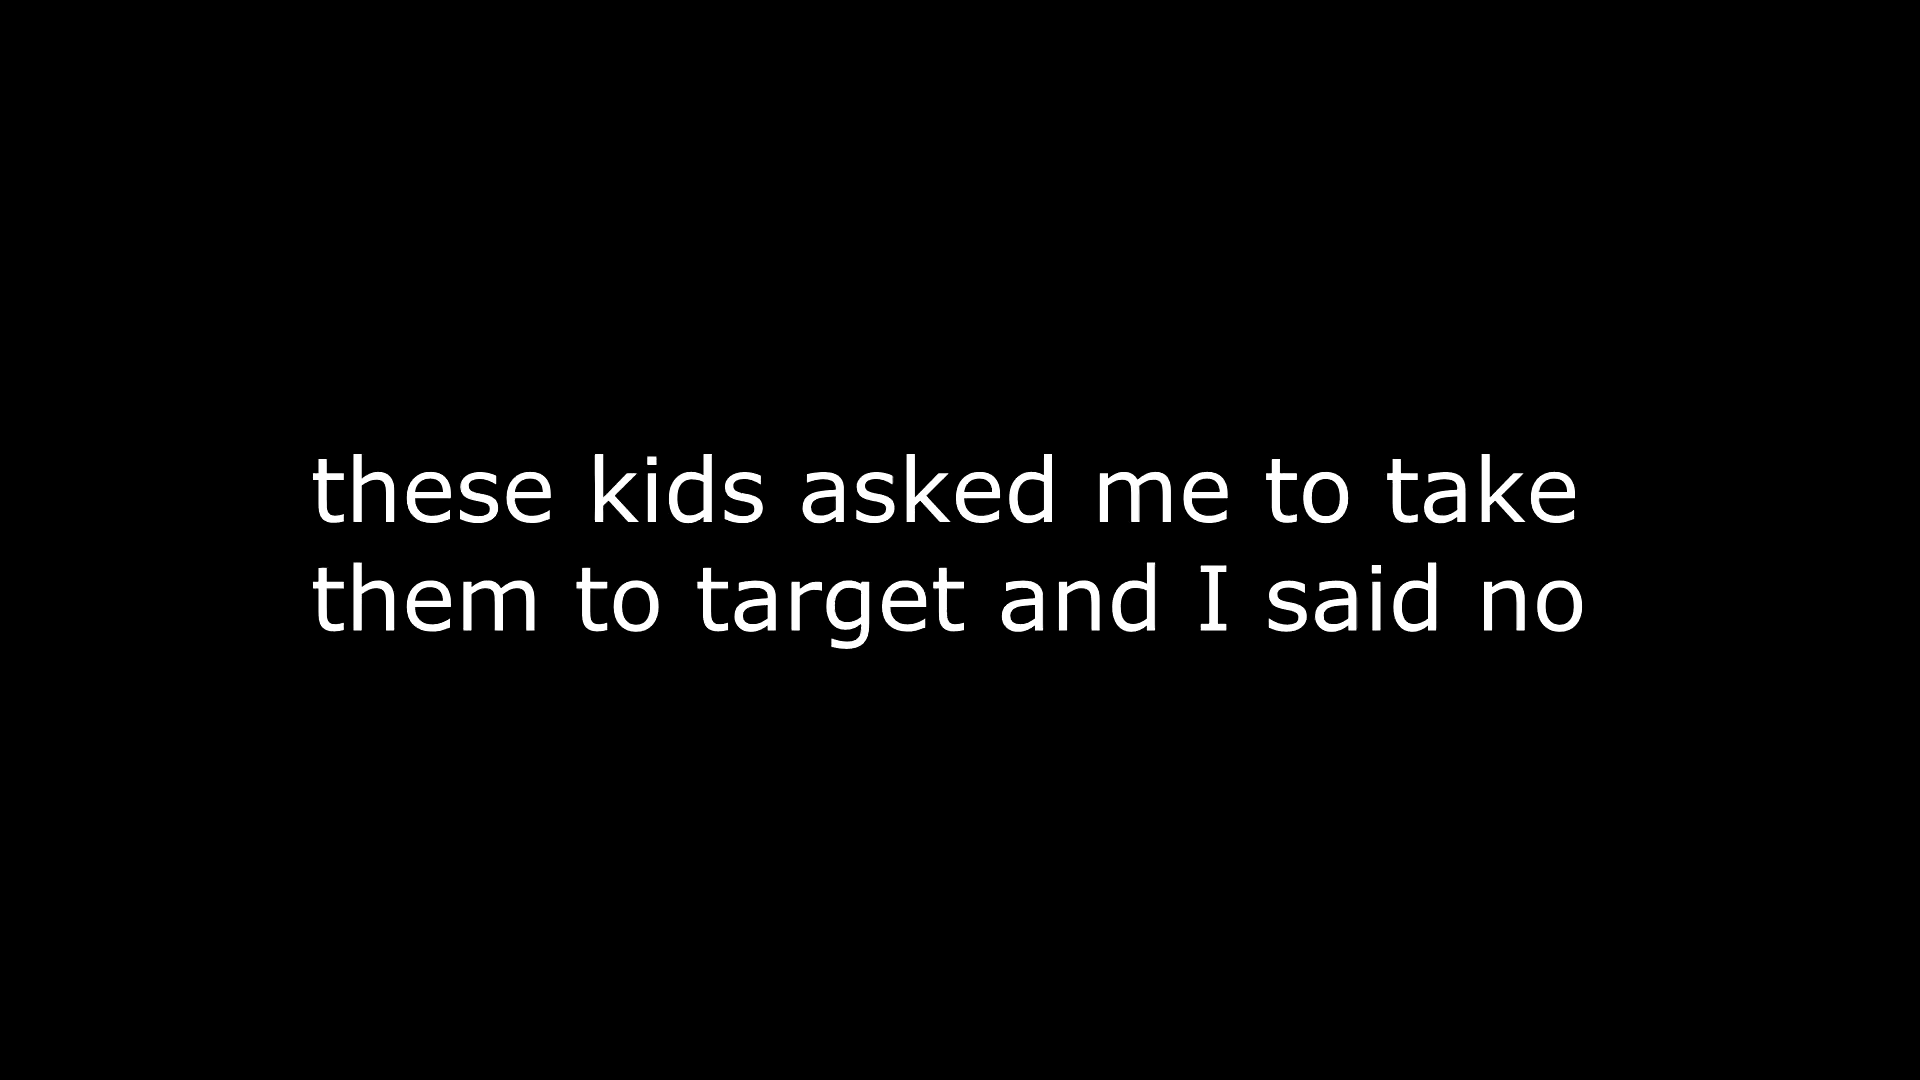 these kids asked me to take
them to target and I said no